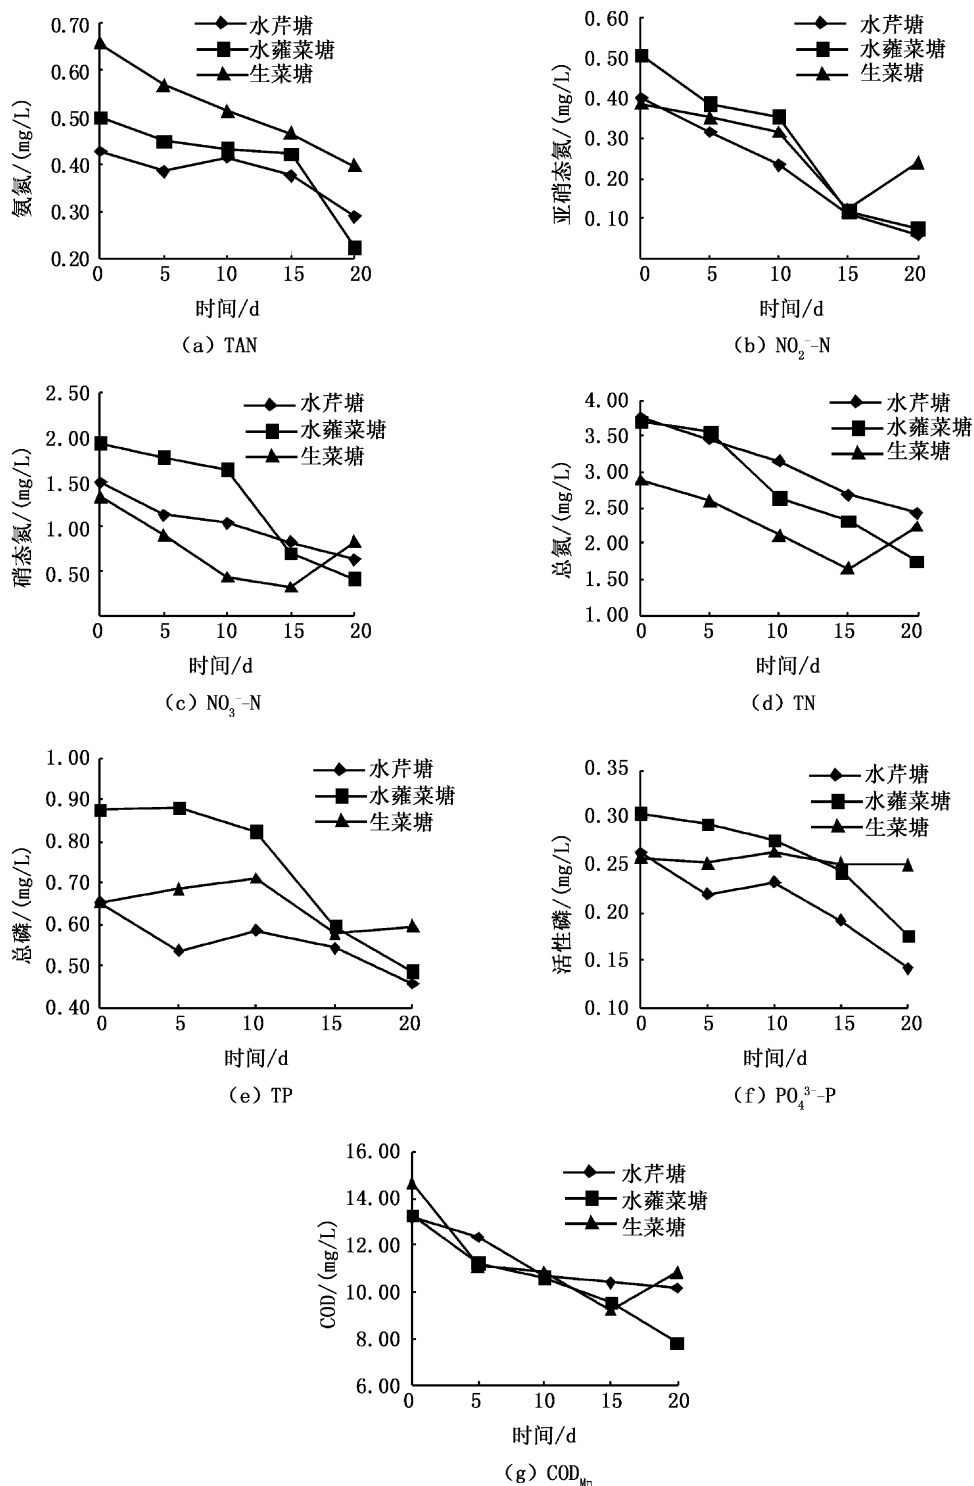 水芹塘
水蕹菜塘
生菜塘
氨氮/(mg/L)
0.70
0.60
0.50
0.40
0.30
0.20
0 5 10 15 20
时间/d
(a) TAN
水芹塘
水蕹菜塘
生菜塘
亚硝态氮/(mg/L)
0.60
0.50
0.40
0.30
0.20
0.10
0 5 10 15 20
时间/d
(b) NO₂⁻-N
水芹塘
水蕹菜塘
生菜塘
硝态氮/(mg/L)
2.50
2.00
1.50
1.00
0.50
0 5 10 15 20
时间/d
(c) NO₃⁻-N
水芹塘
水蕹菜塘
生菜塘
总氮/(mg/L)
4.00
3.50
3.00
2.50
2.00
1.50
1.00
0 5 10 15 20
时间/d
(d) TN
水芹塘
水蕹菜塘
生菜塘
总磷/(mg/L)
1.00
0.90
0.80
0.70
0.60
0.50
0.40
0 5 10 15 20
时间/d
(e) TP
水芹塘
水蕹菜塘
生菜塘
活性磷/(mg/L)
0.35
0.30
0.25
0.20
0.15
0.10
0 5 10 15 20
时间/d
(f) PO₄³⁻-P
水芹塘
水蕹菜塘
生菜塘
COD/(mg/L)
16.00
14.00
12.00
10.00
8.00
6.00
0 5 10 15 20
时间/d
(g) COD_Mn